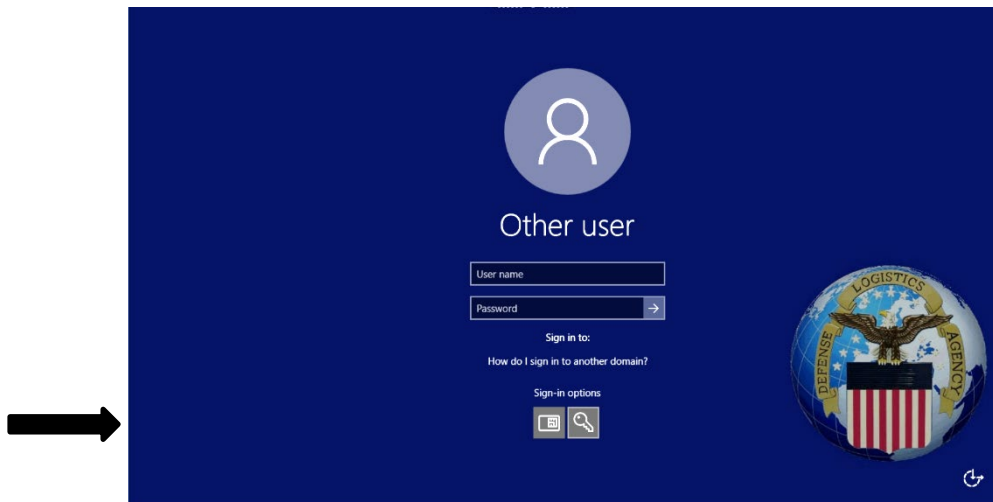 Other user
User name
Password
Sign in to:
How do I sign in to another domain?
Sign-in options
DEFENSE LOGISTICS AGENCY